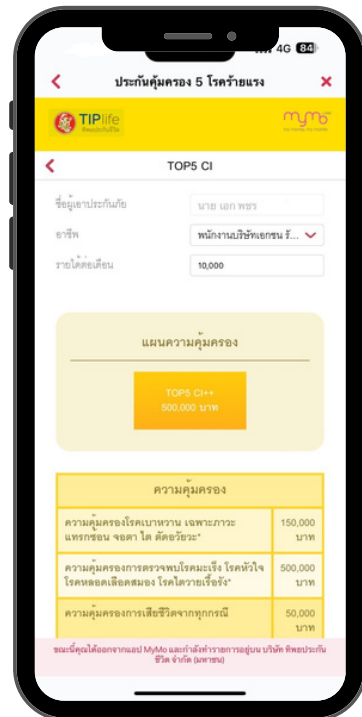 4G 84
ประกันคุ้มครอง 5 โรคร้ายแรง
TIPlife
ทิพยประกันชีวิต
mymo
my money, my mobile
TOP5 CI
ชื่อผู้เอาประกันภัย
นาย เอก พชร
อาชีพ
พนักงานบริษัทเอกชน รั...
รายได้ต่อเดือน
10,000
แผนความคุ้มครอง
TOP5 CI++
500,000 บาท
ความคุ้มครอง
ความคุ้มครองโรคเบาหวาน เฉพาะภาวะ
แทรกซ้อน จอตา ไต ตัดอวัยวะ*
150,000
บาท
ความคุ้มครองการตรวจพบโรคมะเร็ง โรคหัวใจ
โรคหลอดเลือดสมอง โรคไตวายเรื้อรัง*
500,000
บาท
ความคุ้มครองการเสียชีวิตจากทุกกรณี
50,000
บาท
ขณะนี้คุณได้ออกจากแอป MyMo และกำลังทำรายการอยู่บน บริษัท ทิพยประกัน
ชีวิต จำกัด (มหาชน)